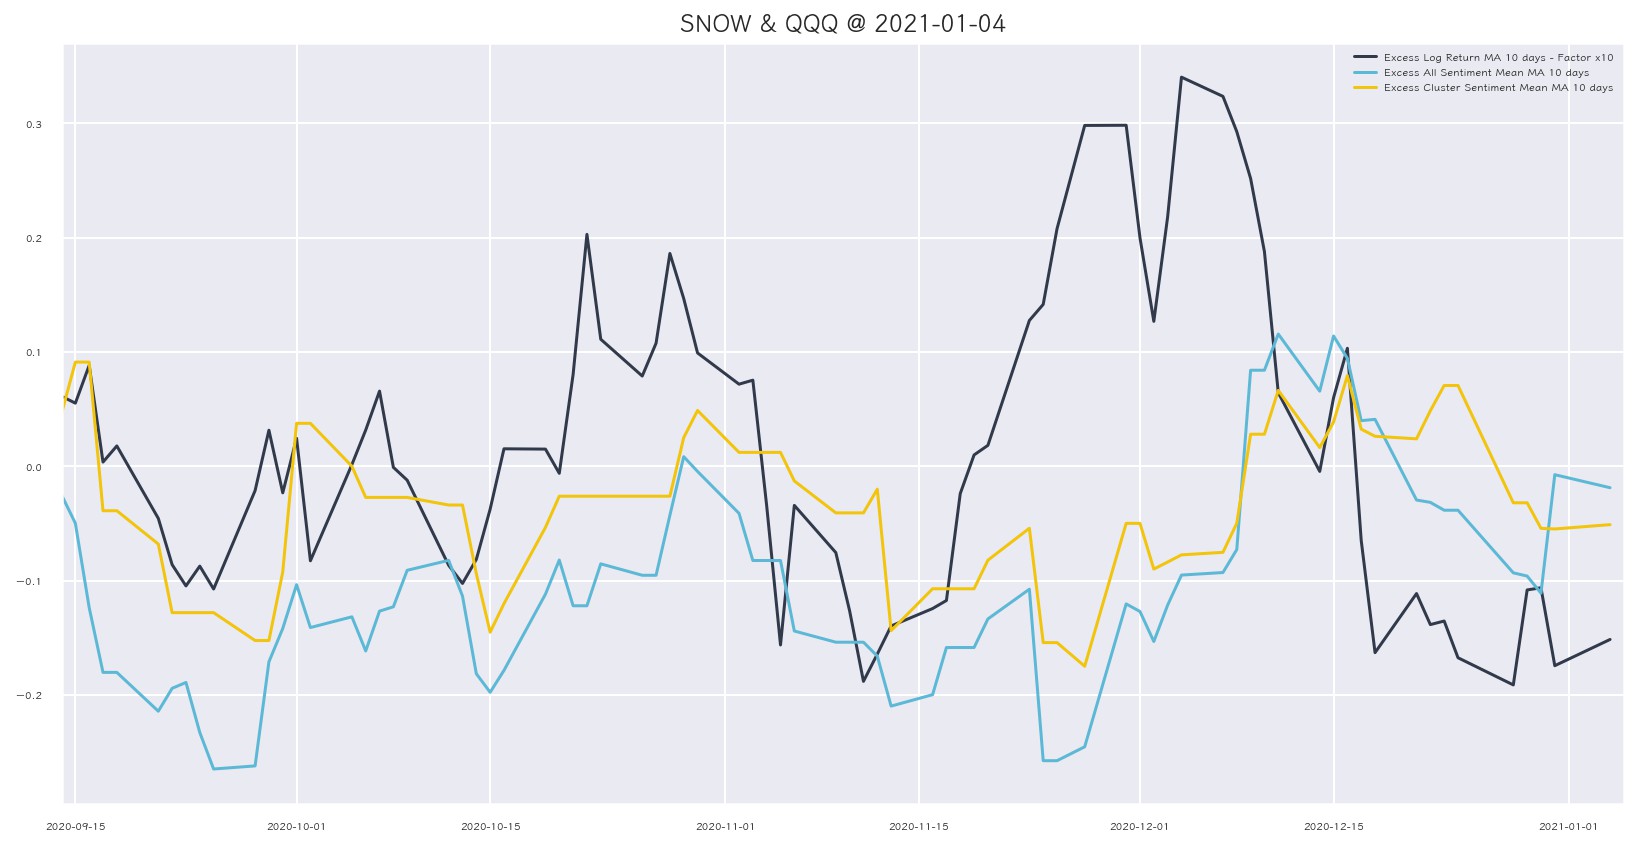 SNOW & QQQ @ 2021-01-04
Excess Log Return MA 10 days - Factor x10
Excess All Sentiment Mean MA 10 days
Excess Cluster Sentiment Mean MA 10 days
0.3
0.2
0.1
0.0
−0.1
−0.2
2020-09-15 2020-10-01 2020-10-15 2020-11-01 2020-11-15 2020-12-01 2020-12-15 2021-01-01